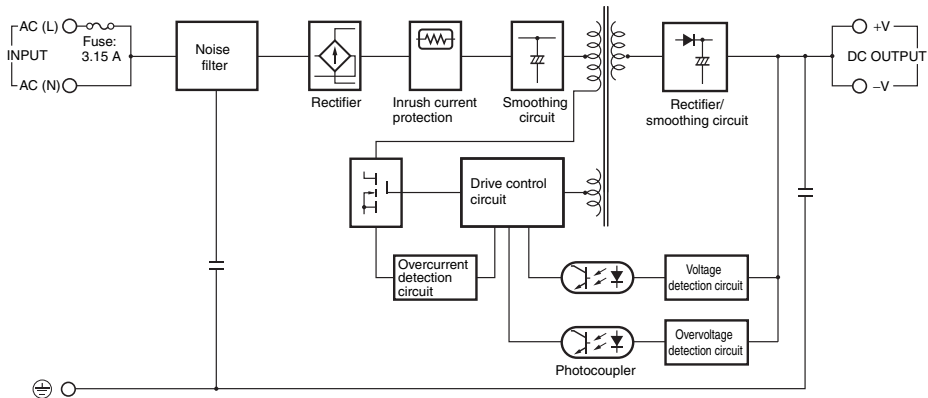 AC (L)
Fuse:
3.15 A
INPUT
AC (N)
Noise
filter
Rectifier
Inrush current
protection
Smoothing
circuit
Rectifier/
smoothing circuit
+V
DC OUTPUT
–V
Drive control
circuit
Overcurrent
detection
circuit
Voltage
detection circuit
Overvoltage
detection circuit
Photocoupler